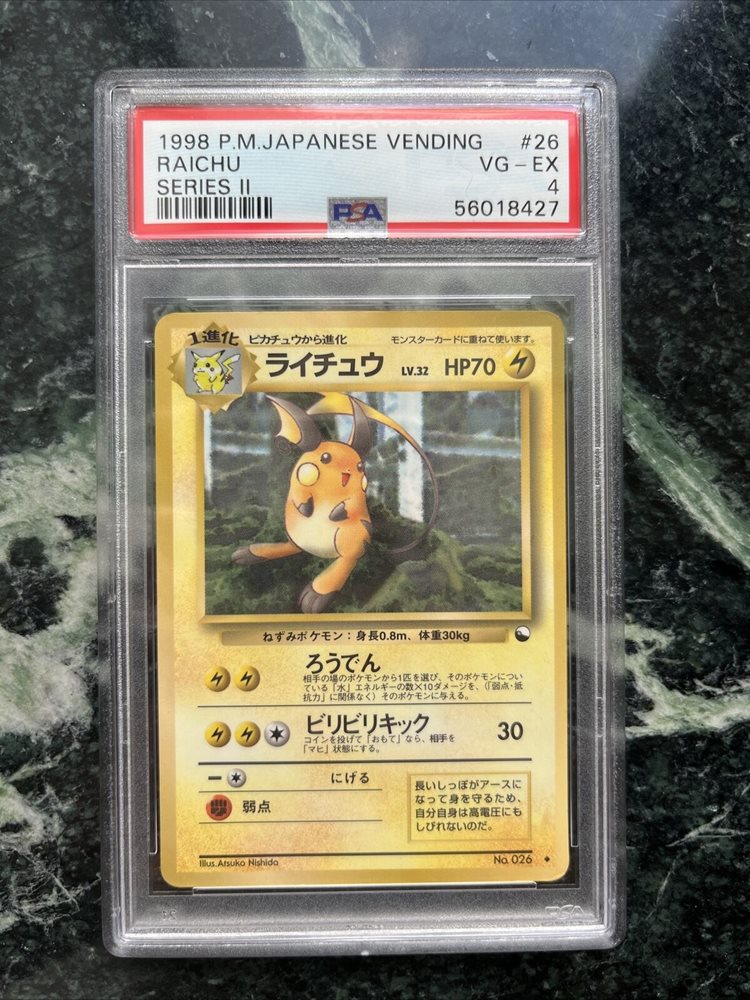 1998 P.M.JAPANESE VENDING #26
RAICHU VG-EX
SERIES II 4
PSA 56018427
1進化 ピカチュウから進化 モンスターカードに重ねて使います。
ライチュウ LV.32 HP70
ねずみポケモン：身長0.8m、体重30kg
ろうでん
相手の場のポケモンから1匹を選び、そのポケモンについ
ている「水」エネルギーの数×10ダメージを、(「弱点・抵
抗力」に関係なく)そのポケモンに与える。
ビリビリキック 30
コインを投げて「おもて」なら、相手を
「マヒ」状態にする。
にげる
弱点
長いしっぽがアースに
なって身を守るため、
自分自身は高電圧にも
しびれないのだ。
Illus.Atsuko Nishida No. 026
PSA